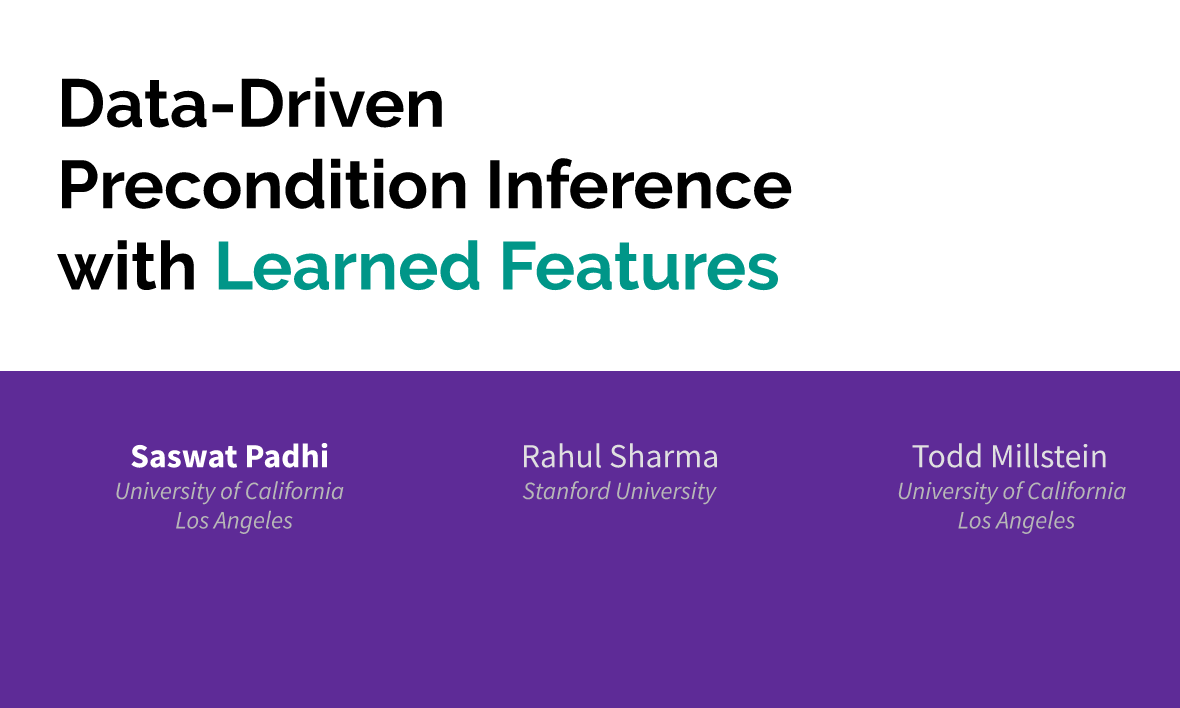 Data-Driven
Precondition Inference
with Learned Features
Saswat Padhi
University of California
Los Angeles
Rahul Sharma
Stanford University
Todd Millstein
University of California
Los Angeles